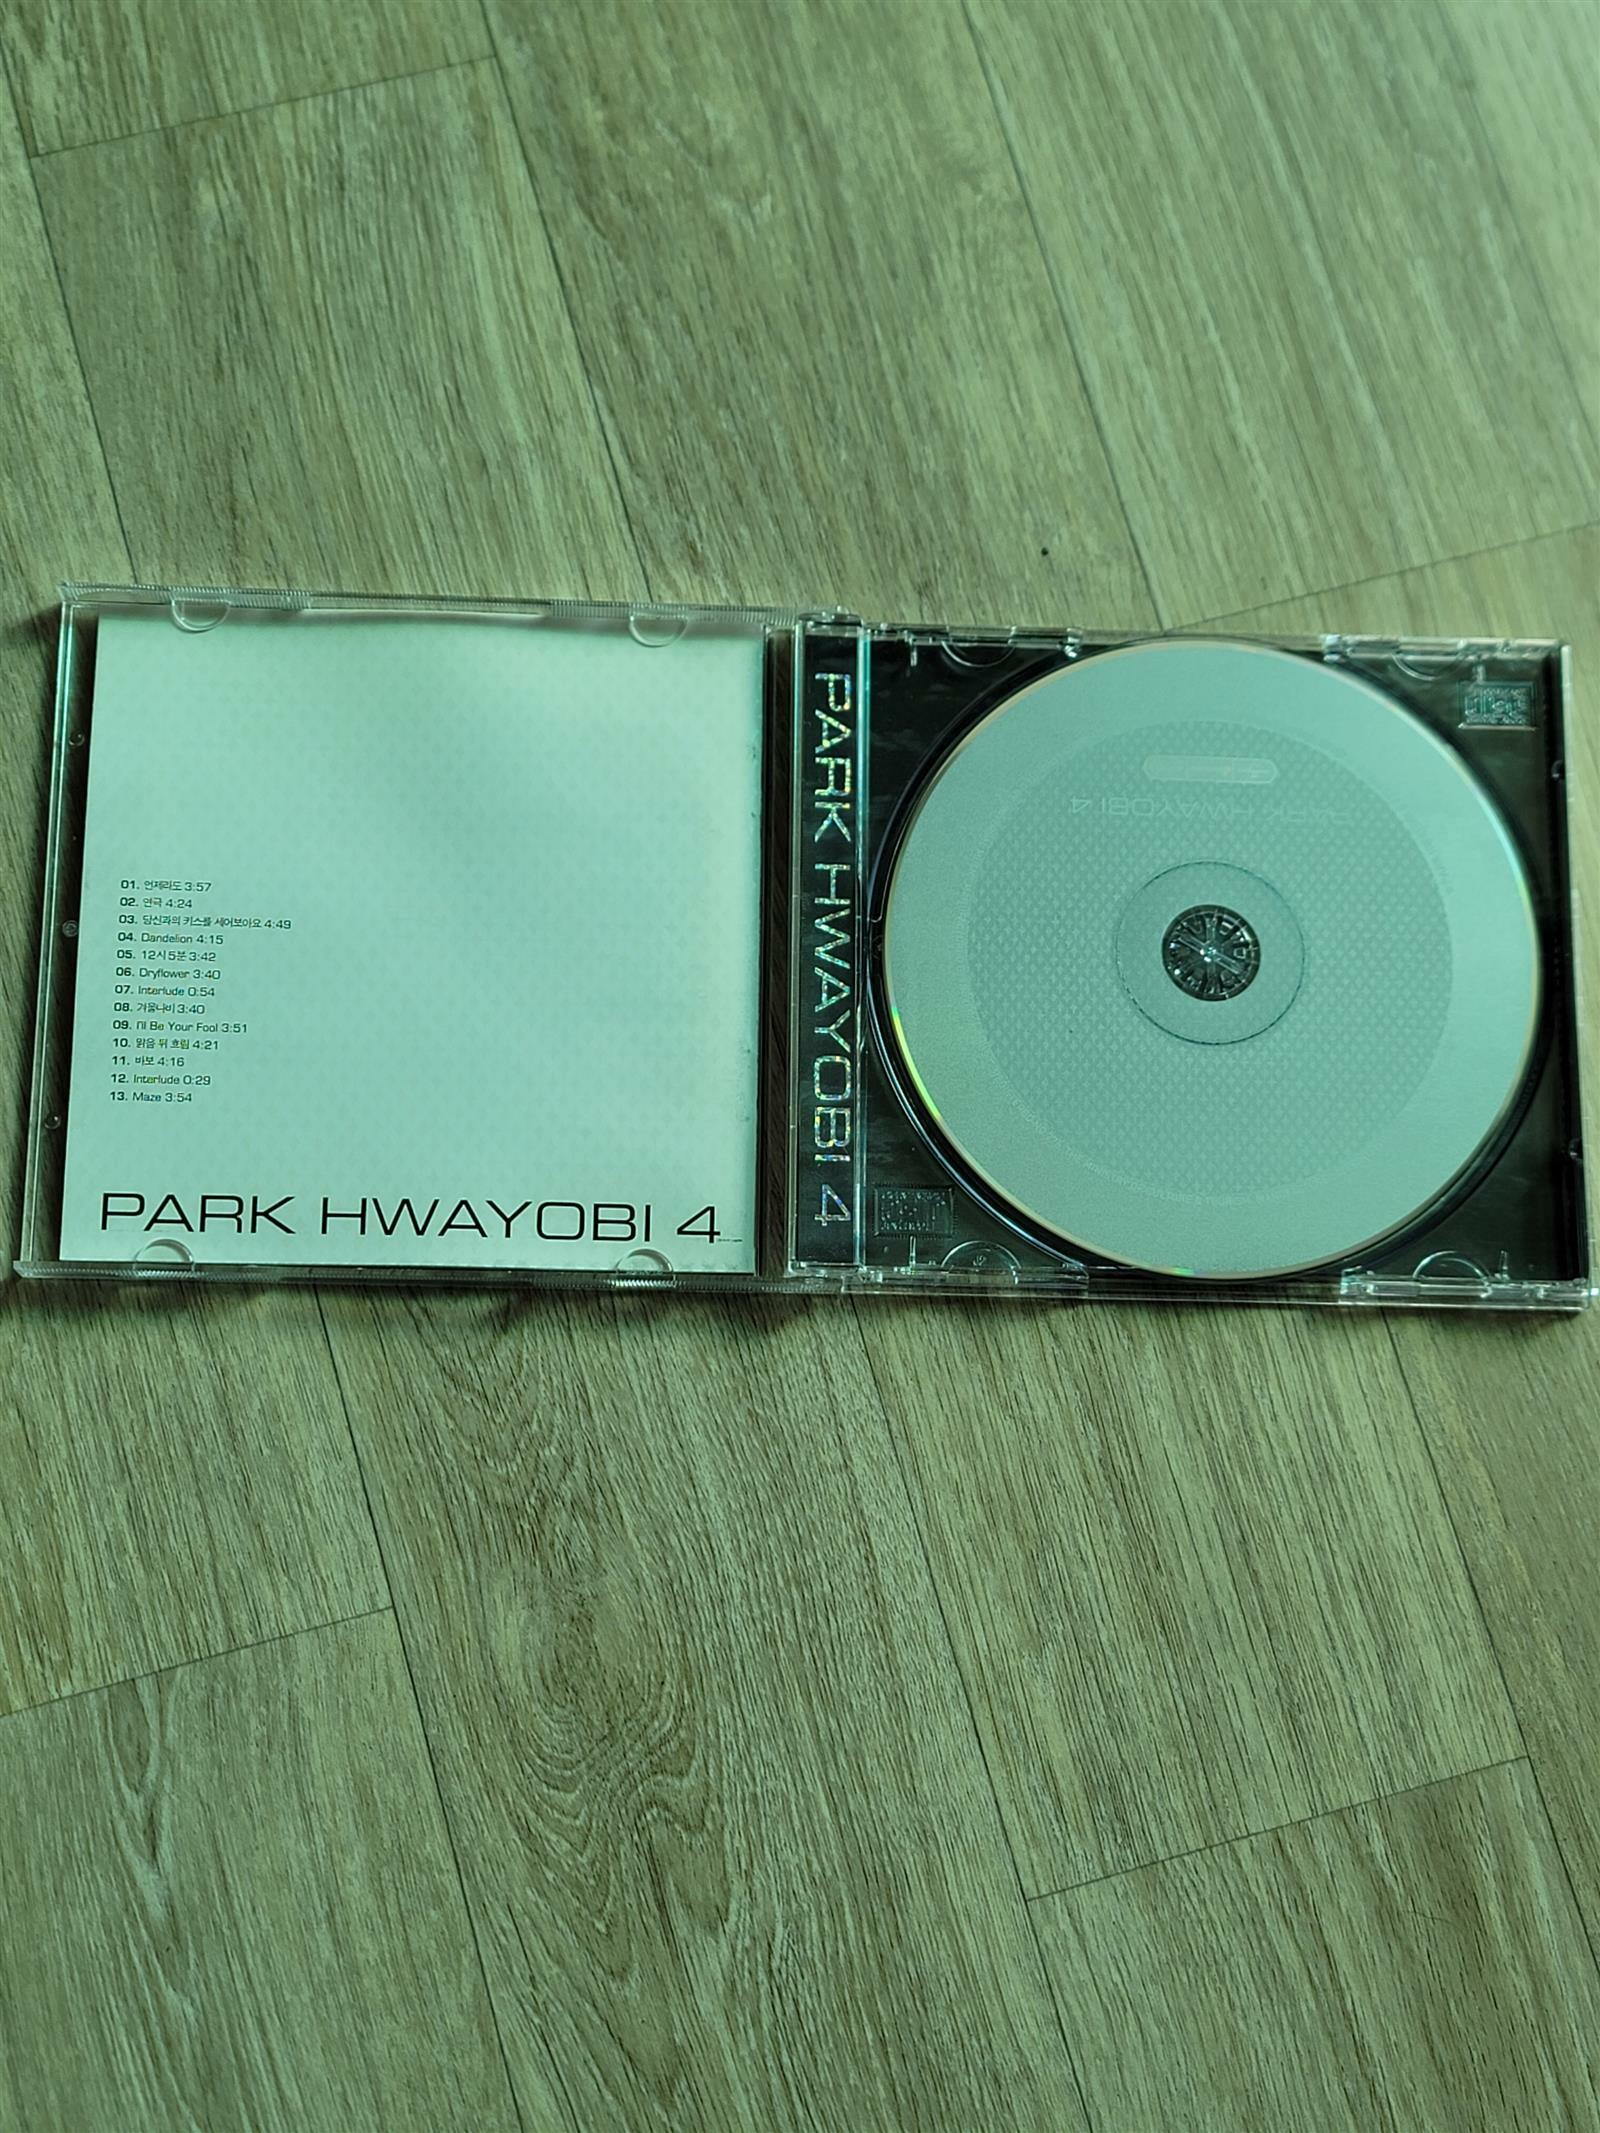 01. 언제라도 3:57
02. 연극 4:24
03. 당신과의 키스를 세어보아요 4:49
04. Dandelion 4:15
05. 12시 5분 3:42
06. Dryflower 3:40
07. Interlude 0:54
08. 겨울나비 3:40
09. I'll Be Your Fool 3:51
10. 맑음 뒤 흐림 4:21
11. 바보 4:16
12. Interlude 0:29
13. Maze 3:54
PARK HWAYOBI 4
PARK HWAYOBI 4
PARK HWAYOBI 4